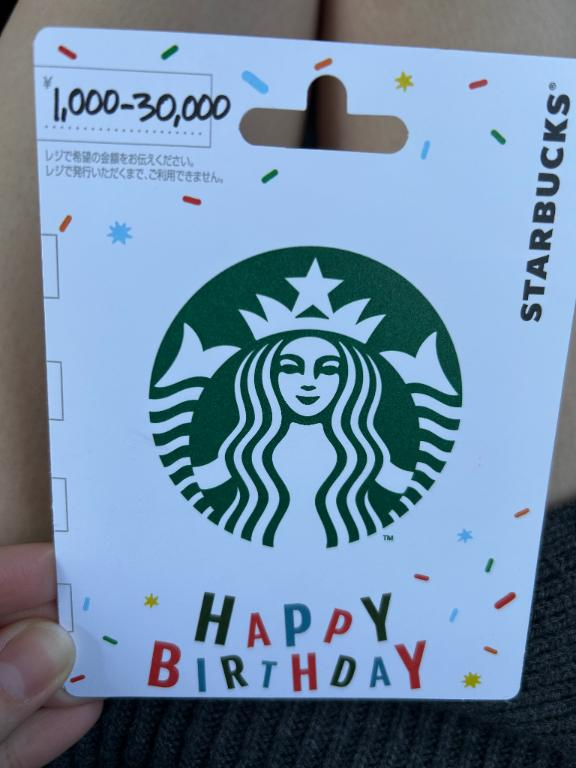 ¥
1,000-30,000
レジで希望の金額をお伝えください。
レジで発行いただくまで、ご利用できません。
STARBUCKS®
TM
HAPPY
BIRTHDAY